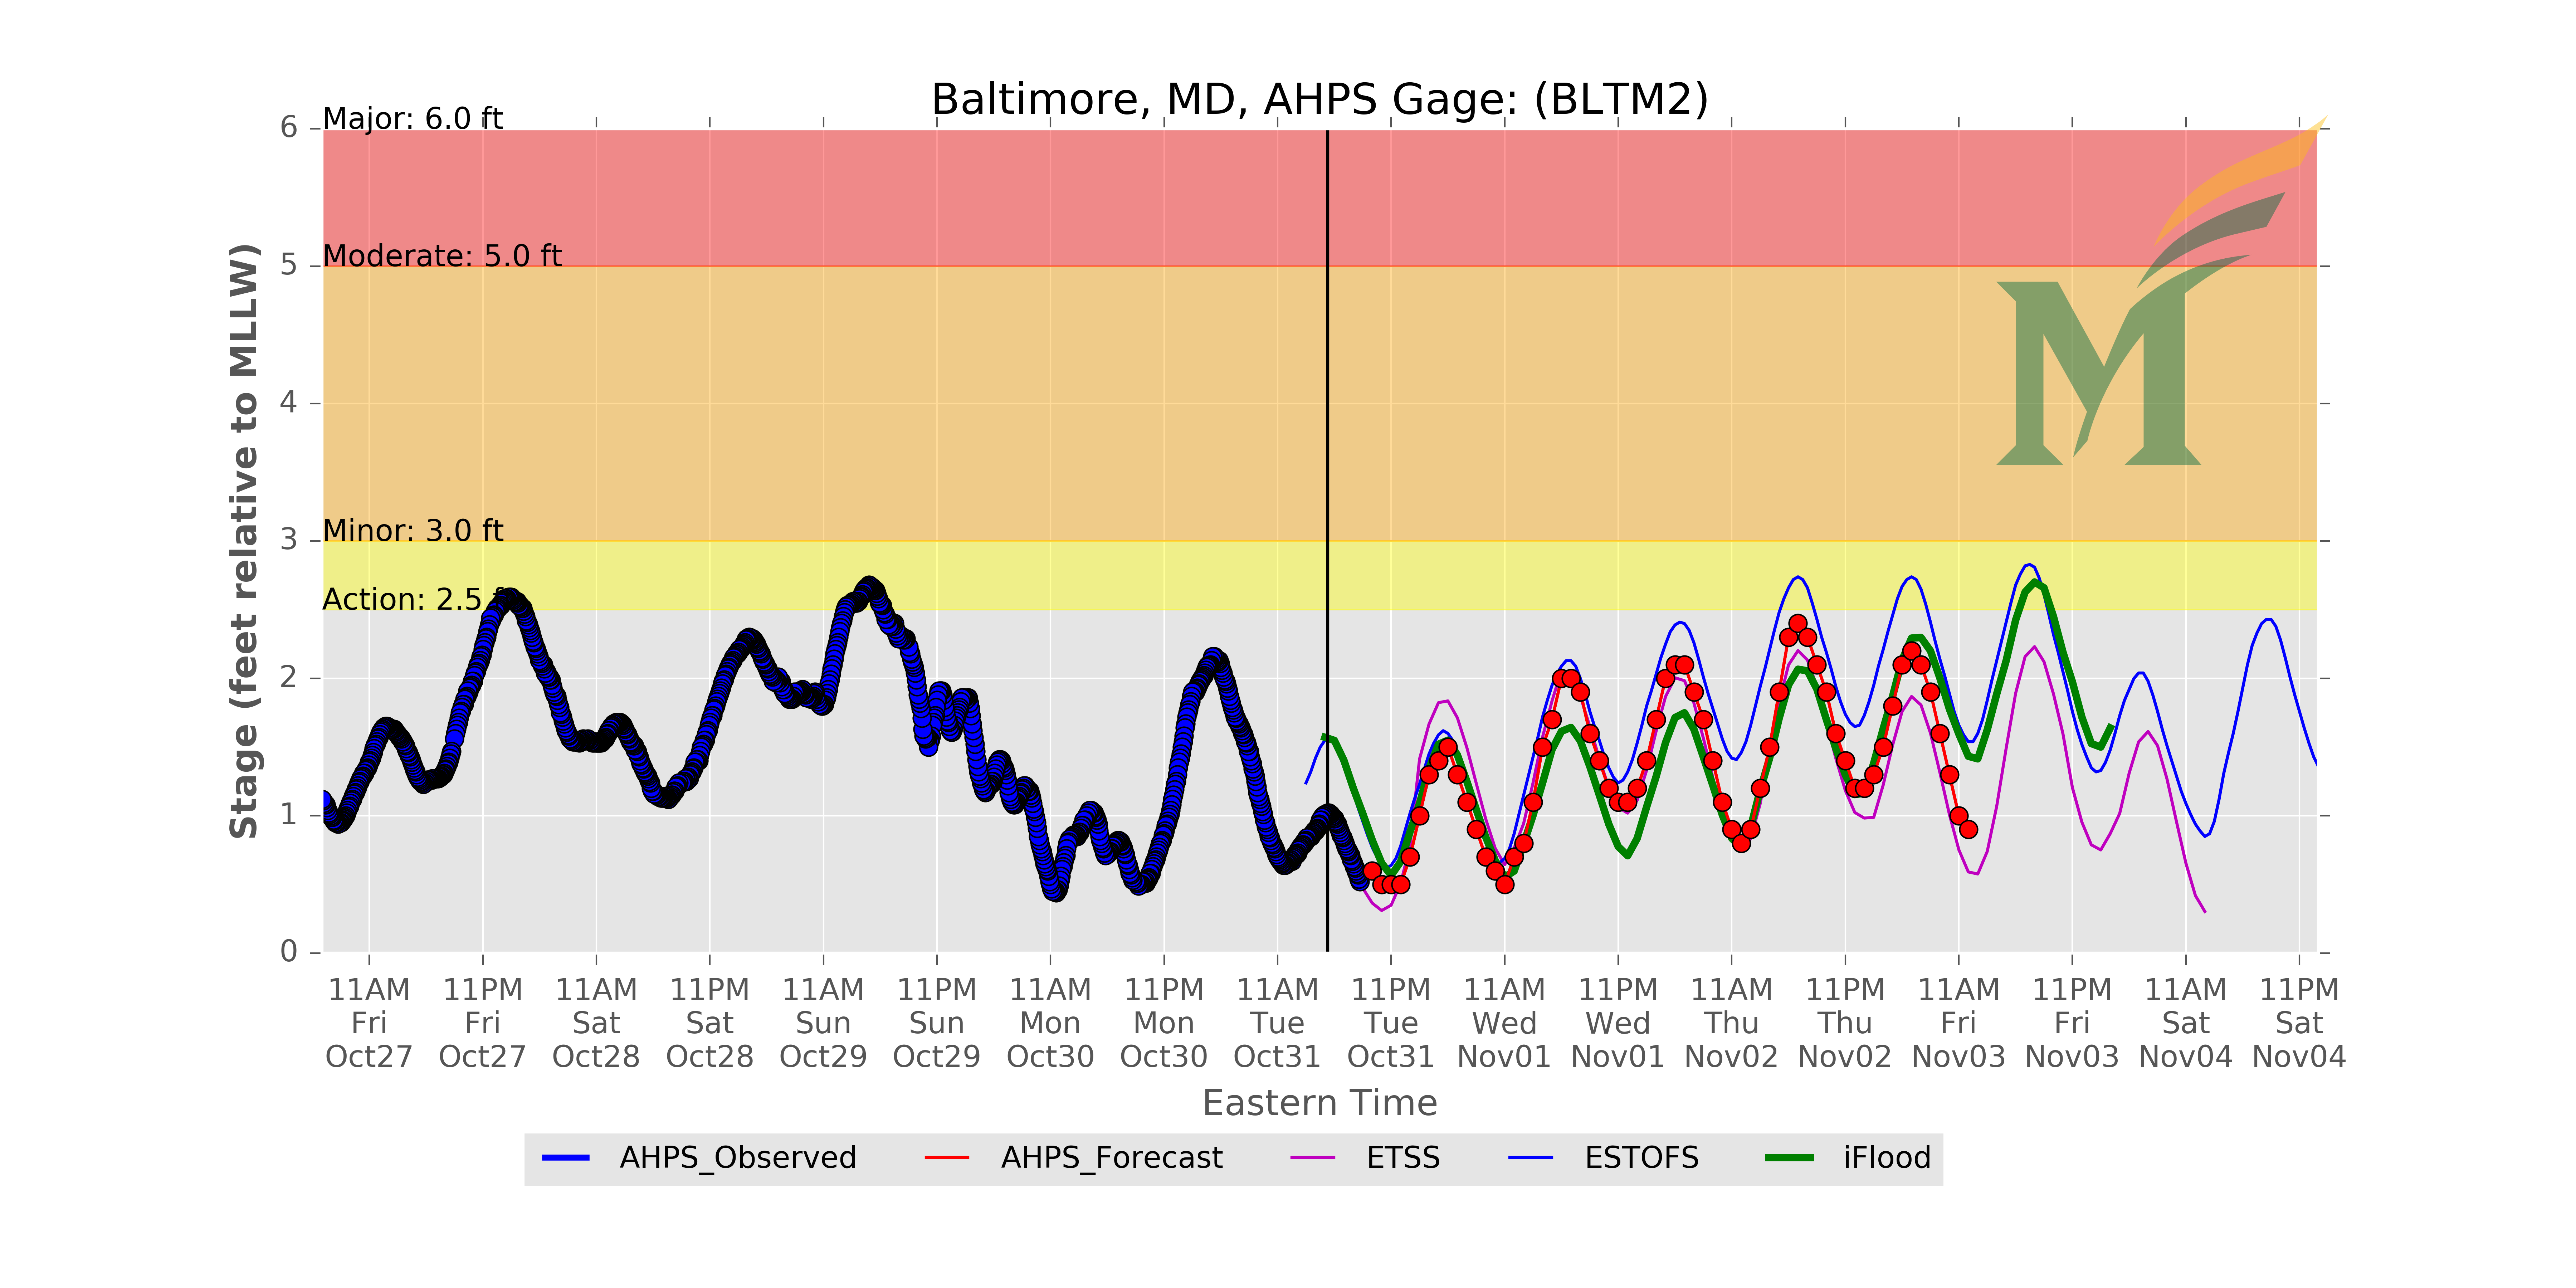 Baltimore, MD, AHPS Gage: (BLTM2)
Stage (feet relative to MLLW)
6
5
4
3
2
1
0
Major: 6.0 ft
Moderate: 5.0 ft
Minor: 3.0 ft
Action: 2.5 ft
M
11AM Fri Oct27
11PM Fri Oct27
11AM Sat Oct28
11PM Sat Oct28
11AM Sun Oct29
11PM Sun Oct29
11AM Mon Oct30
11PM Mon Oct30
11AM Tue Oct31
11PM Tue Oct31
11AM Wed Nov01
11PM Wed Nov01
11AM Thu Nov02
11PM Thu Nov02
11AM Fri Nov03
11PM Fri Nov03
11AM Sat Nov04
11PM Sat Nov04
Eastern Time
AHPS_Observed AHPS_Forecast ETSS ESTOFS iFlood